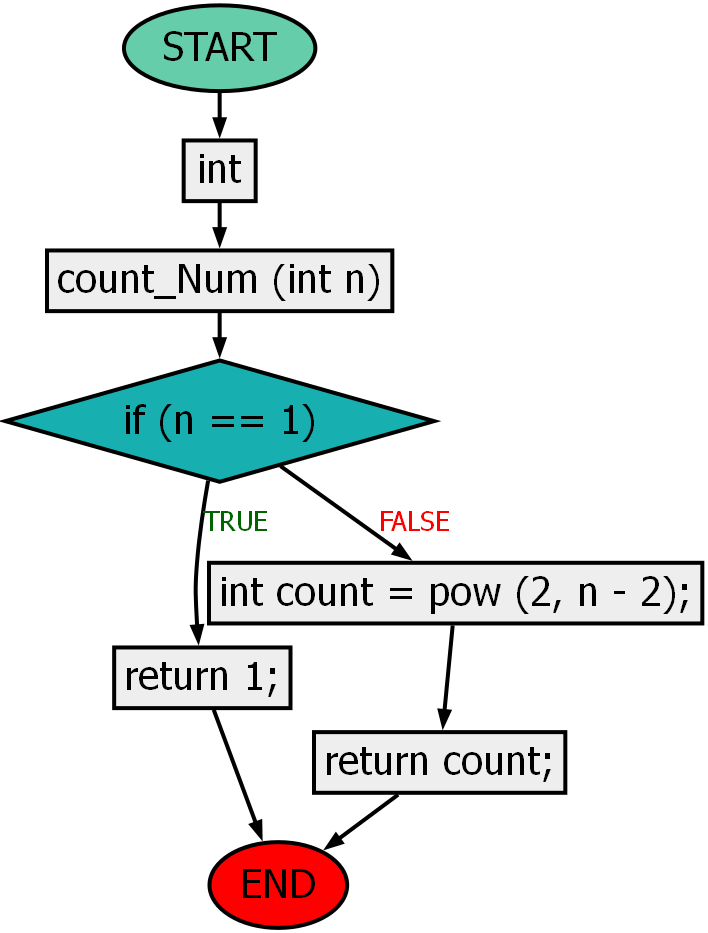 START
int
count_Num (int n)
if (n == 1)
TRUE
FALSE
int count = pow (2, n - 2);
return 1;
return count;
END